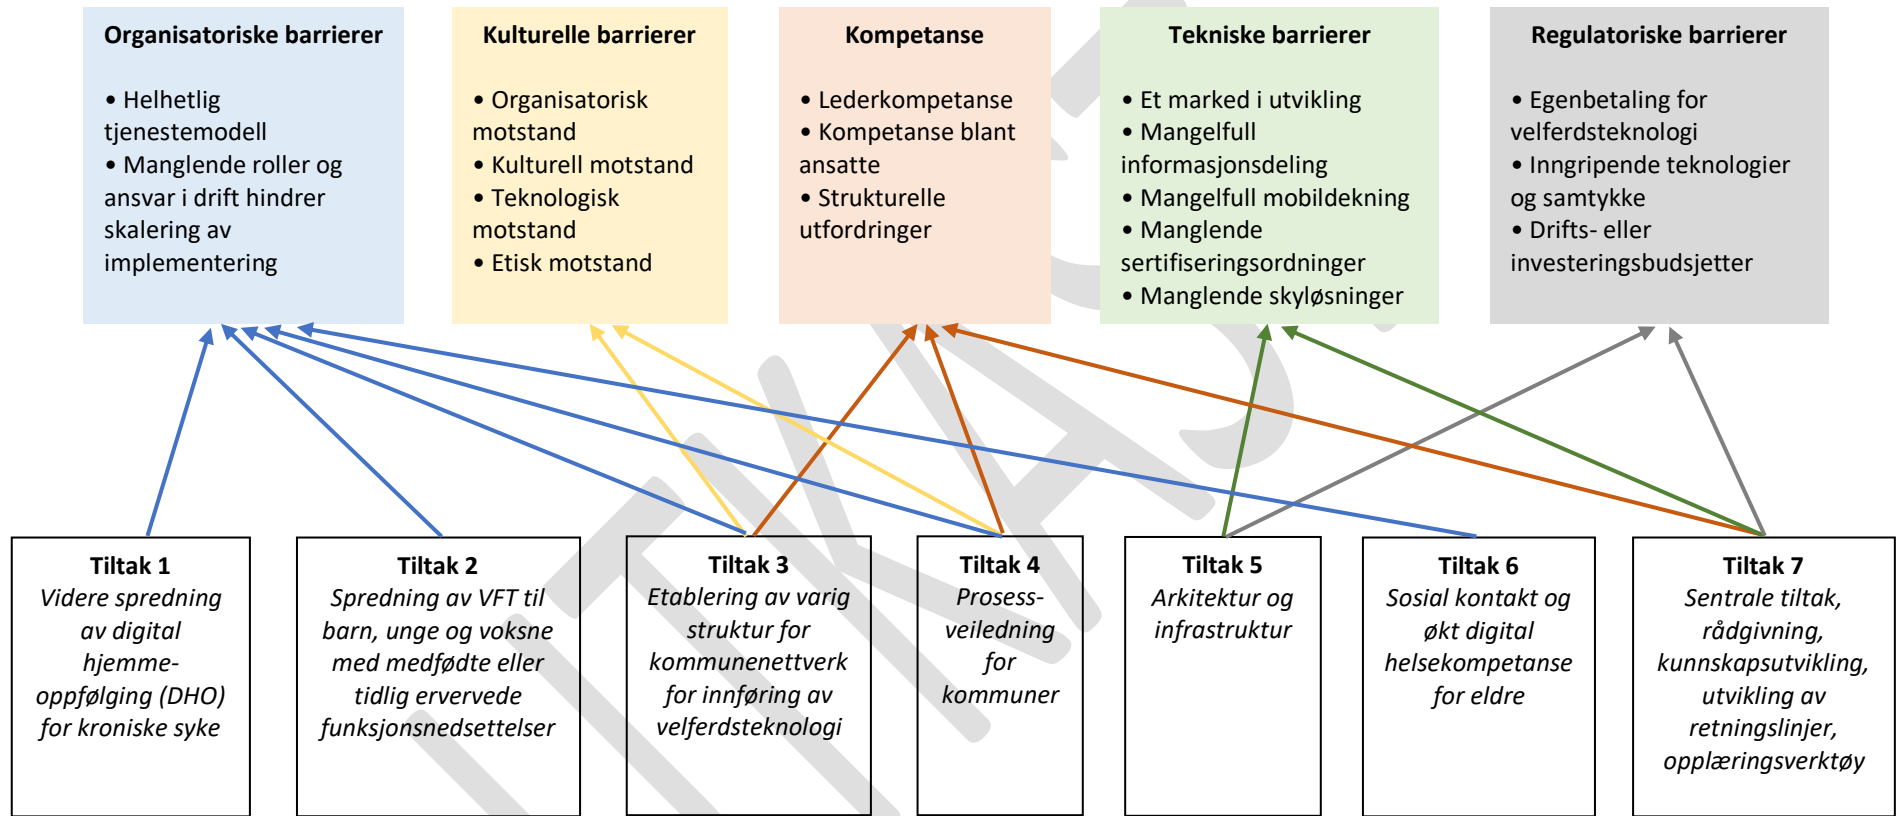 Organisatoriske barrierer
• Helhetlig
tjenestemodell
• Manglende roller og
ansvar i drift hindrer
skalering av
implementering
Kulturelle barrierer
• Organisatorisk
motstand
• Kulturell motstand
• Teknologisk
motstand
• Etisk motstand
Kompetanse
• Lederkompetanse
• Kompetanse blant
ansatte
• Strukturelle
utfordringer
Tekniske barrierer
• Et marked i utvikling
• Mangelfull
informasjonsdeling
• Mangelfull mobildekning
• Manglende
sertifiseringsordninger
• Manglende skyløsninger
Regulatoriske barrierer
• Egenbetaling for
velferdsteknologi
• Inngripende teknologier
og samtykke
• Drifts- eller
investeringsbudsjetter
Tiltak 1
Videre spredning
av digital
hjemme-
oppfølging (DHO)
for kroniske syke
Tiltak 2
Spredning av VFT til
barn, unge og voksne
med medfødte eller
tidlig ervervede
funksjonsnedsettelser
Tiltak 3
Etablering av varig
struktur for
kommunenettverk
for innføring av
velferdsteknologi
Tiltak 4
Prosess-
veiledning
for
kommuner
Tiltak 5
Arkitektur og
infrastruktur
Tiltak 6
Sosial kontakt og
økt digital
helsekompetanse
for eldre
Tiltak 7
Sentrale tiltak,
rådgivning,
kunnskapsutvikling,
utvikling av
retningslinjer,
opplæringsverktøy